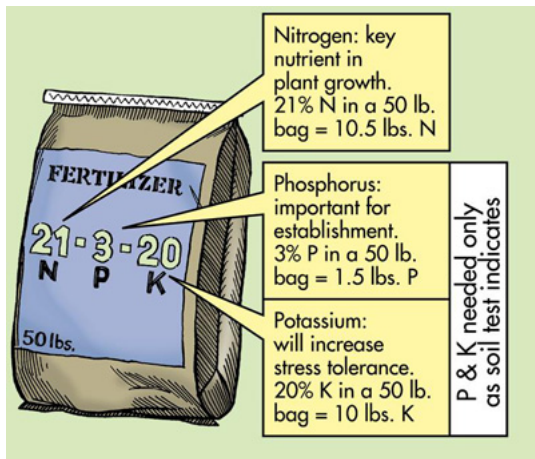 Nitrogen: key
nutrient in
plant growth.
21% N in a 50 lb.
bag = 10.5 lbs. N
FERTILIZER
21-3-20
N P K
50 lbs.
Phosphorus:
important for
establishment.
3% P in a 50 lb.
bag = 1.5 lbs. P
Potassium:
will increase
stress tolerance.
20% K in a 50 lb.
bag = 10 lbs. K
P & K needed only
as soil test indicates